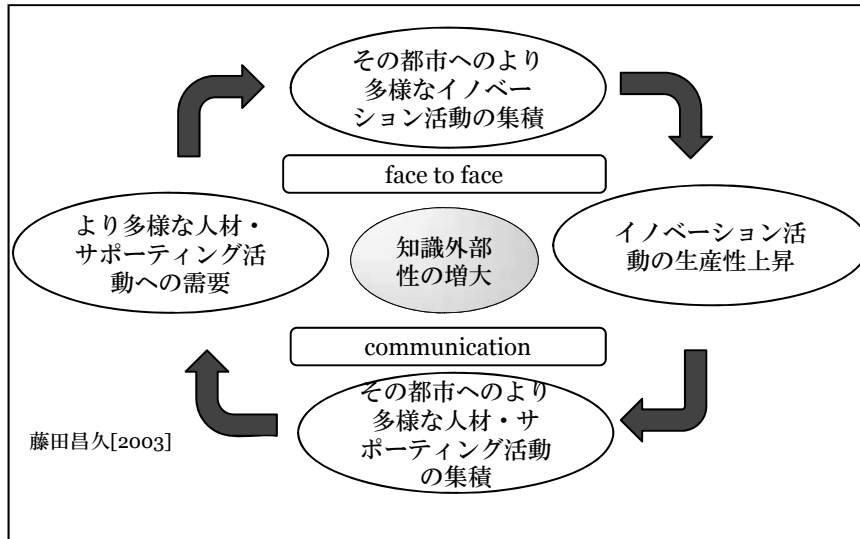 その都市へのより
多様なイノベー
ション活動の集積
face to face
より多様な人材・
サポーティング活
動への需要
知識外部
性の増大
イノベーション活
動の生産性上昇
communication
その都市へのより
多様な人材・サ
ポーティング活動
の集積
藤田昌久[2003]